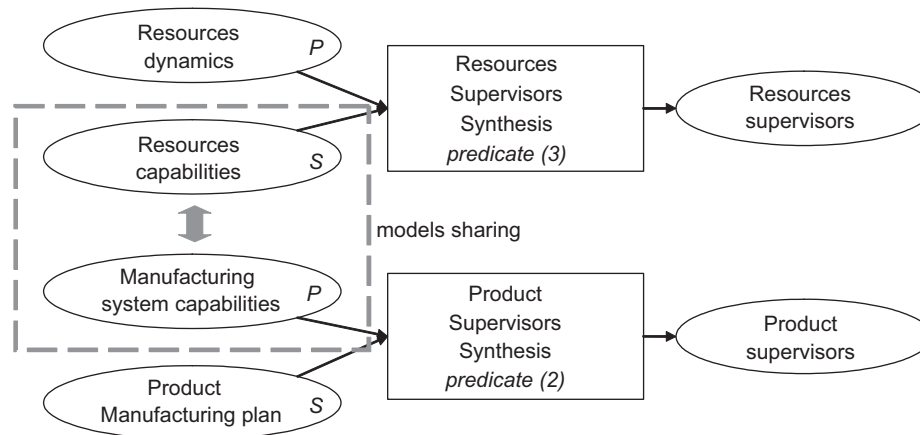 Resources
dynamics
P
Resources
Supervisors
Synthesis
predicate (3)
Resources
supervisors
Resources
capabilities
S
models sharing
Manufacturing
system capabilities
P
Product
Supervisors
Synthesis
predicate (2)
Product
supervisors
Product
Manufacturing plan
S